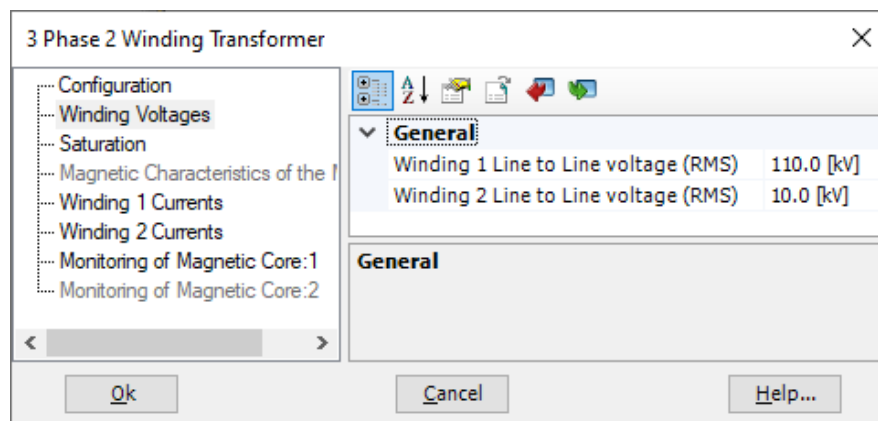 3 Phase 2 Winding Transformer
Configuration
Winding Voltages
Saturation
Magnetic Characteristics of the
Winding 1 Currents
Winding 2 Currents
Monitoring of Magnetic Core:1
Monitoring of Magnetic Core:2
A
Z
General
Winding 1 Line to Line voltage (RMS) 110.0 [kV]
Winding 2 Line to Line voltage (RMS) 10.0 [kV]
General
Ok
Cancel
Help...